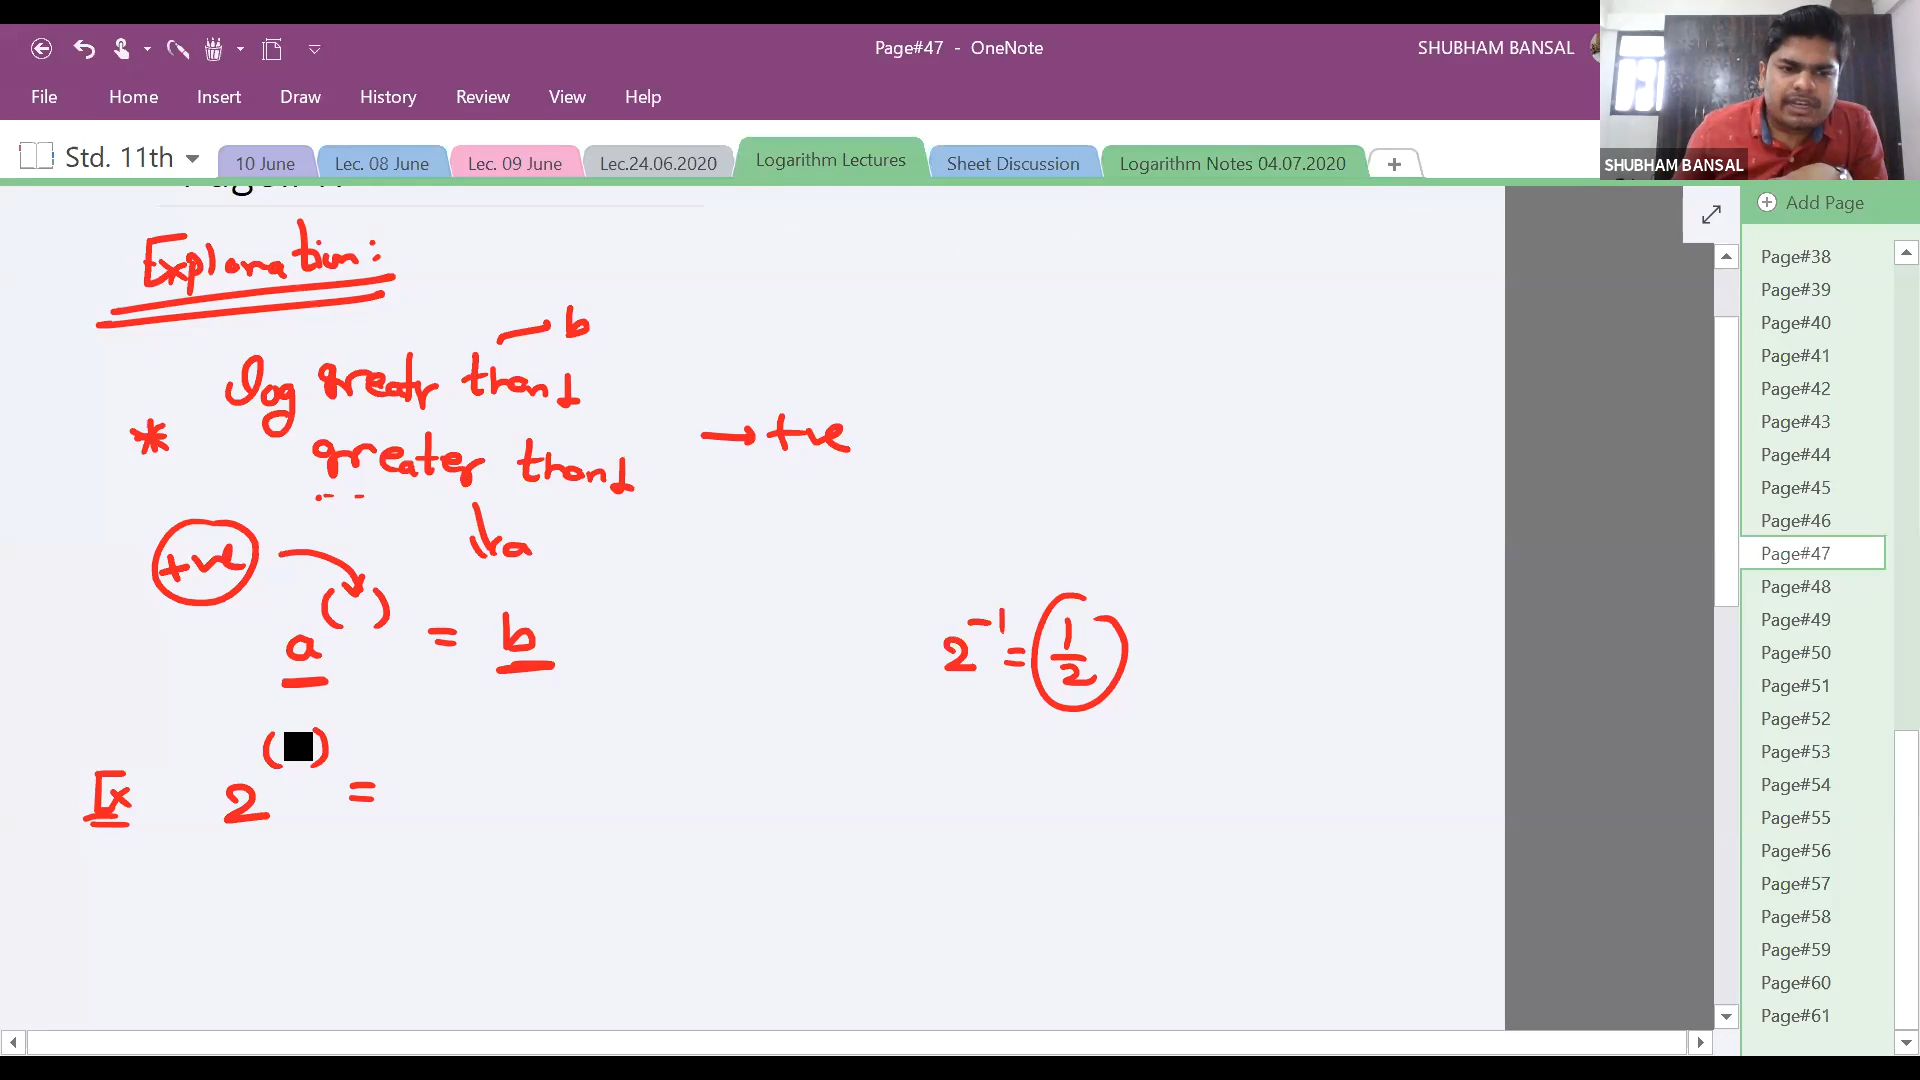 Page#47 - OneNote
SHUBHAM BANSAL
File Home Insert Draw History Review View Help
Std. 11th
10 June
Lec. 08 June
Lec. 09 June
Lec.24.06.2020
Logarithm Lectures
Sheet Discussion
Logarithm Notes 04.07.2020
SHUBHAM BANSAL
Add Page
Explanation:
b
log greatr than 1
* → +ve
greater than 1
a
+ve
a^( ) = b
2^-1 = 1/2
Ex 2^( ) =
Page#38
Page#39
Page#40
Page#41
Page#42
Page#43
Page#44
Page#45
Page#46
Page#47
Page#48
Page#49
Page#50
Page#51
Page#52
Page#53
Page#54
Page#55
Page#56
Page#57
Page#58
Page#59
Page#60
Page#61